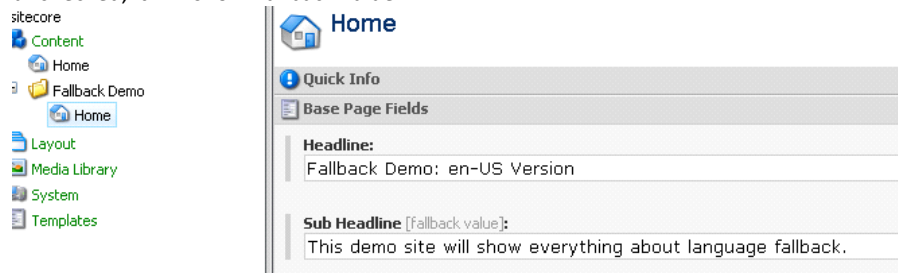 sitecore
Content
Home
Fallback Demo
Home
Layout
Media Library
System
Templates
Home
Quick Info
Base Page Fields
Headline:
Fallback Demo: en-US Version
Sub Headline [fallback value]:
This demo site will show everything about language fallback.